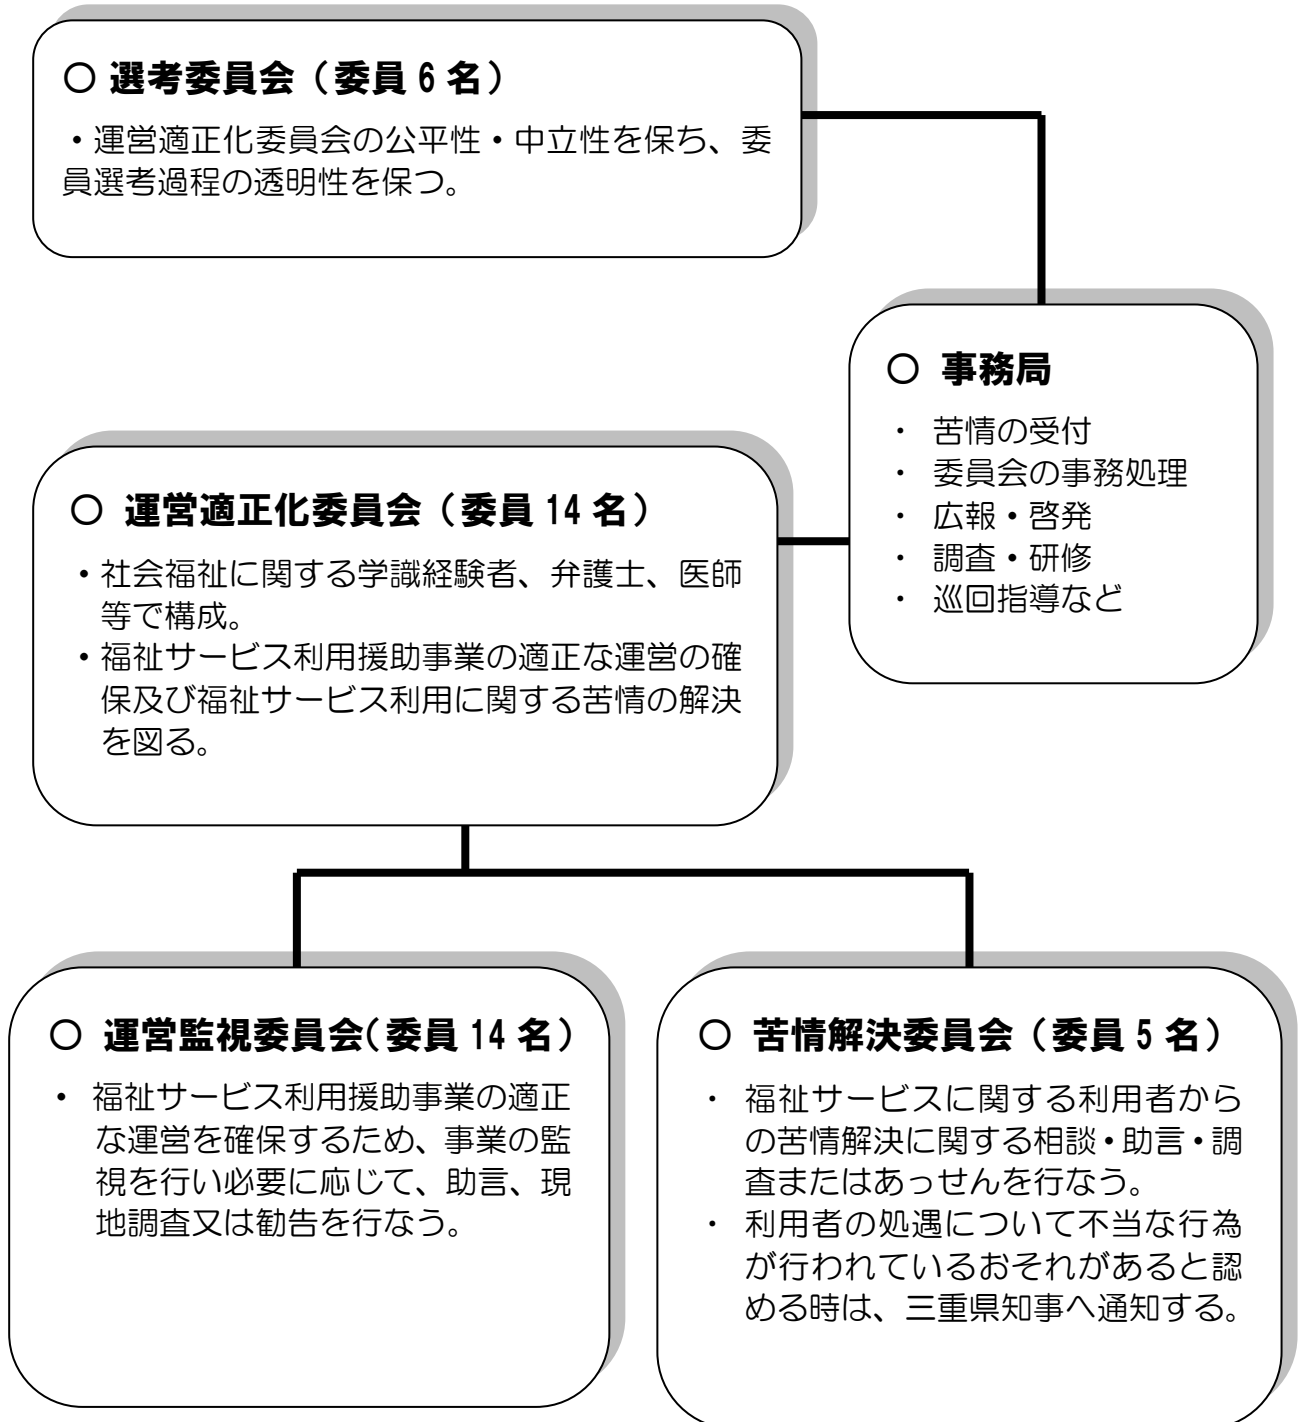 ○ 選考委員会（委員 6 名）
・運営適正化委員会の公平性・中立性を保ち、委
員選考過程の透明性を保つ。
○ 事務局
・ 苦情の受付
・ 委員会の事務処理
・ 広報・啓発
・ 調査・研修
・ 巡回指導など
○ 運営適正化委員会（委員 14 名）
・社会福祉に関する学識経験者、弁護士、医師
等で構成。
・福祉サービス利用援助事業の適正な運営の確
保及び福祉サービス利用に関する苦情の解決
を図る。
○ 運営監視委員会（委員 14 名）
・ 福祉サービス利用援助事業の適正
な運営を確保するため、事業の監
視を行い必要に応じて、助言、現
地調査又は勧告を行なう。
○ 苦情解決委員会（委員 5 名）
・ 福祉サービスに関する利用者から
の苦情解決に関する相談・助言・調
査またはあっせんを行なう。
・ 利用者の処遇について不当な行為
が行われているおそれがあると認
める時は、三重県知事へ通知する。